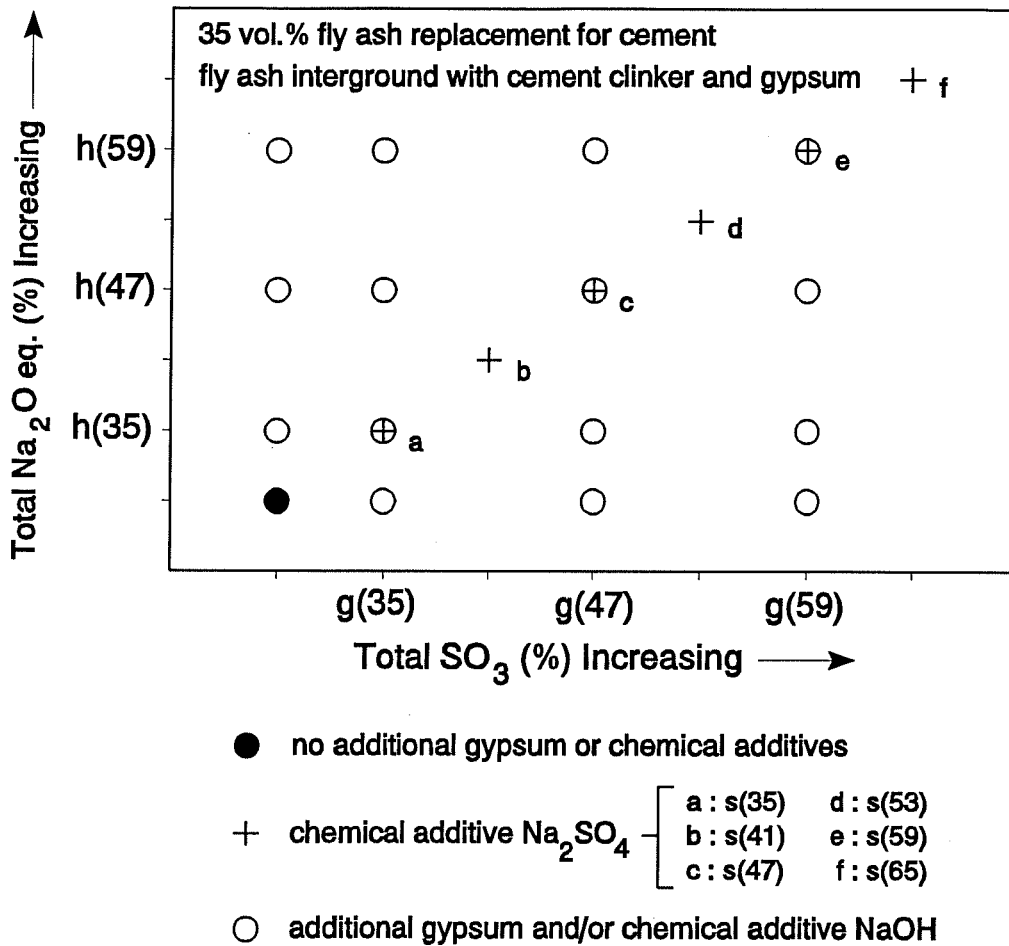 35 vol.% fly ash replacement for cement
fly ash interground with cement clinker and gypsum
f
h(59)
e
d
h(47)
c
b
h(35)
a
Total Na₂O eq. (%) Increasing
g(35) g(47) g(59)
Total SO₃ (%) Increasing
no additional gypsum or chemical additives
chemical additive Na₂SO₄
a : s(35) d : s(53)
b : s(41) e : s(59)
c : s(47) f : s(65)
additional gypsum and/or chemical additive NaOH